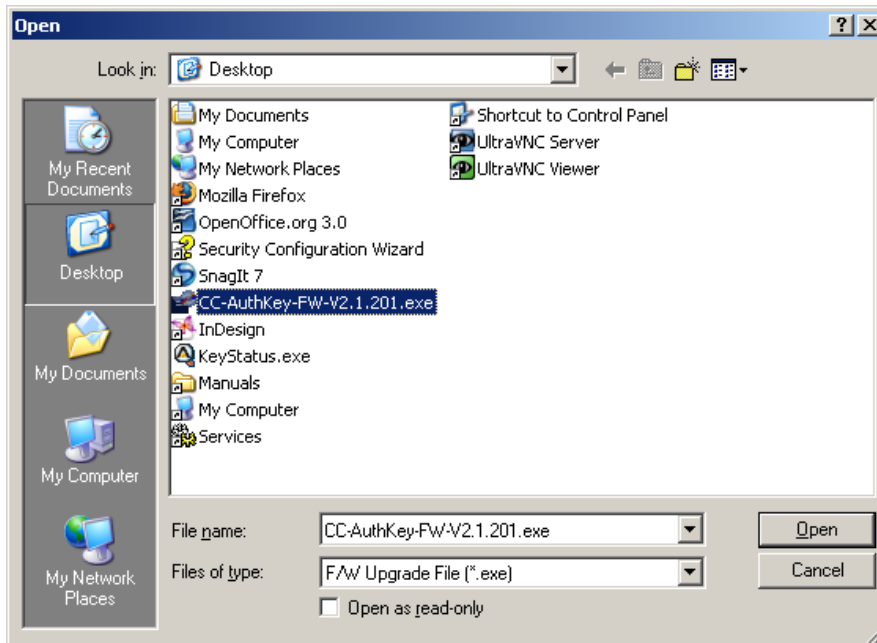 Open
Look in:
Desktop
My Recent
Documents
Desktop
My Documents
My Computer
My Network
Places
My Documents
My Computer
My Network Places
Mozilla Firefox
OpenOffice.org 3.0
Security Configuration Wizard
SnagIt 7
CC-AuthKey-FW-V2.1.201.exe
InDesign
KeyStatus.exe
Manuals
My Computer
Services
Shortcut to Control Panel
UltraVNC Server
UltraVNC Viewer
File name:
CC-AuthKey-FW-V2.1.201.exe
Open
Files of type:
F/W Upgrade File (*.exe)
Cancel
Open as read-only